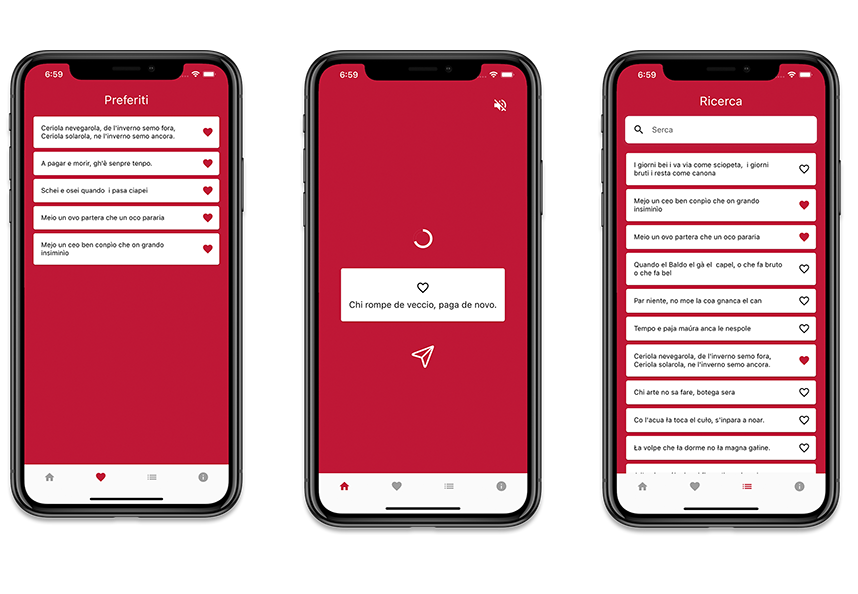 6:59
Preferiti
Ceriola nevegarola, de l'inverno semo fora,
Ceriola solarola, ne l'inverno semo ancora.
A pagar e morir, gh'è senpre tenpo.
Schei e osei quando  i pasa ciapei
Meio un ovo partera che un oco pararia
Mejo un ceo ben conpìo che on grando
insiminìo
6:59
Chi rompe de veccio, paga de novo.
6:59
Ricerca
Serca
I giorni bei i va via come sciopeta,  i giorni
bruti i resta come canona
Mejo un ceo ben conpìo che on grando
insiminìo
Meio un ovo partera che un oco pararia
Quando el Baldo el gà el  capel, o che fa bruto
o che fa bel
Par niente, no moe la coa gnanca el can
Tempo e paja maúra anca le nespole
Ceriola nevegarola, de l'inverno semo fora,
Ceriola solarola, ne l'inverno semo ancora.
Chi arte no sa fare, botega sera
Co l'acua ła toca el cuło, s'inpara a noar.
Ła volpe che ła dorme no ła magna gałine.